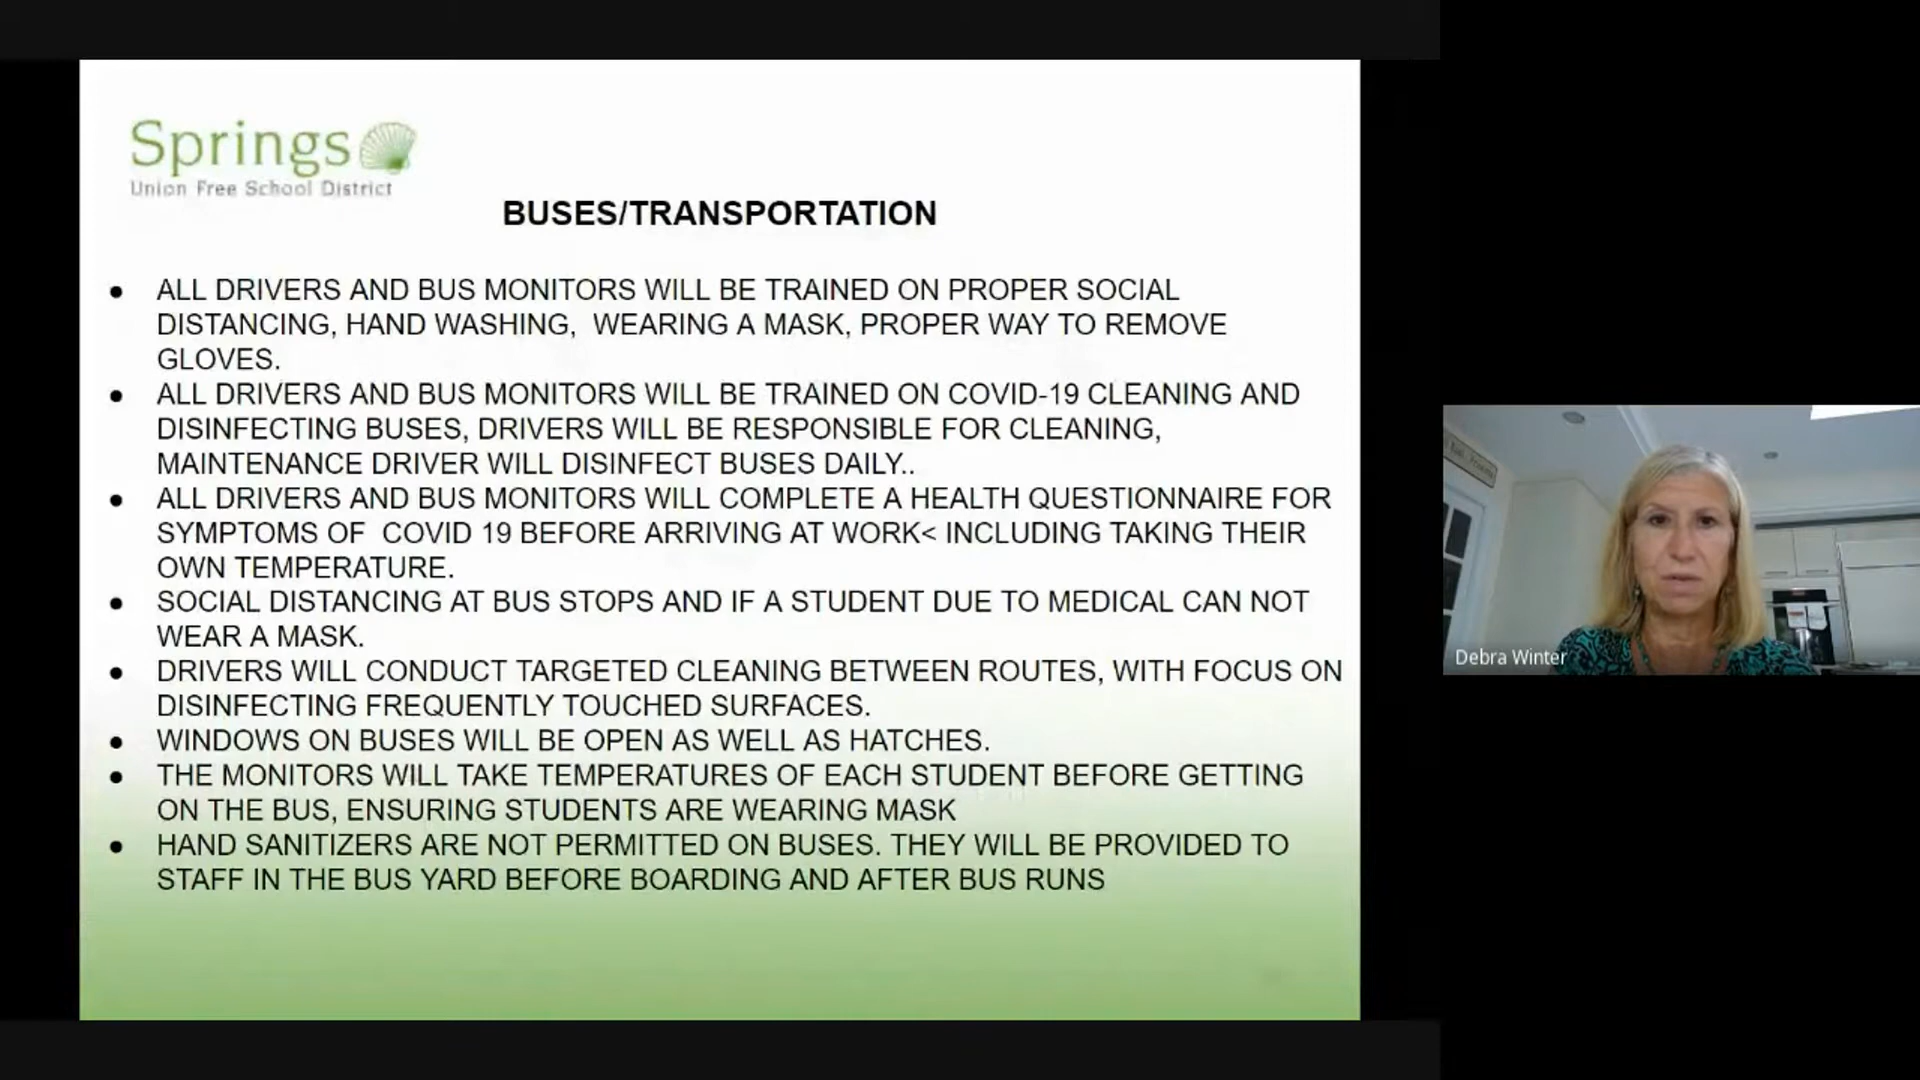 Springs
Union Free School District
BUSES/TRANSPORTATION
● ALL DRIVERS AND BUS MONITORS WILL BE TRAINED ON PROPER SOCIAL
DISTANCING, HAND WASHING,  WEARING A MASK, PROPER WAY TO REMOVE
GLOVES.
● ALL DRIVERS AND BUS MONITORS WILL BE TRAINED ON COVID-19 CLEANING AND
DISINFECTING BUSES, DRIVERS WILL BE RESPONSIBLE FOR CLEANING,
MAINTENANCE DRIVER WILL DISINFECT BUSES DAILY..
● ALL DRIVERS AND BUS MONITORS WILL COMPLETE A HEALTH QUESTIONNAIRE FOR
SYMPTOMS OF  COVID 19 BEFORE ARRIVING AT WORK< INCLUDING TAKING THEIR
OWN TEMPERATURE.
● SOCIAL DISTANCING AT BUS STOPS AND IF A STUDENT DUE TO MEDICAL CAN NOT
WEAR A MASK.
● DRIVERS WILL CONDUCT TARGETED CLEANING BETWEEN ROUTES, WITH FOCUS ON
DISINFECTING FREQUENTLY TOUCHED SURFACES.
● WINDOWS ON BUSES WILL BE OPEN AS WELL AS HATCHES.
● THE MONITORS WILL TAKE TEMPERATURES OF EACH STUDENT BEFORE GETTING
ON THE BUS, ENSURING STUDENTS ARE WEARING MASK
● HAND SANITIZERS ARE NOT PERMITTED ON BUSES. THEY WILL BE PROVIDED TO
STAFF IN THE BUS YARD BEFORE BOARDING AND AFTER BUS RUNS
Debra Winter